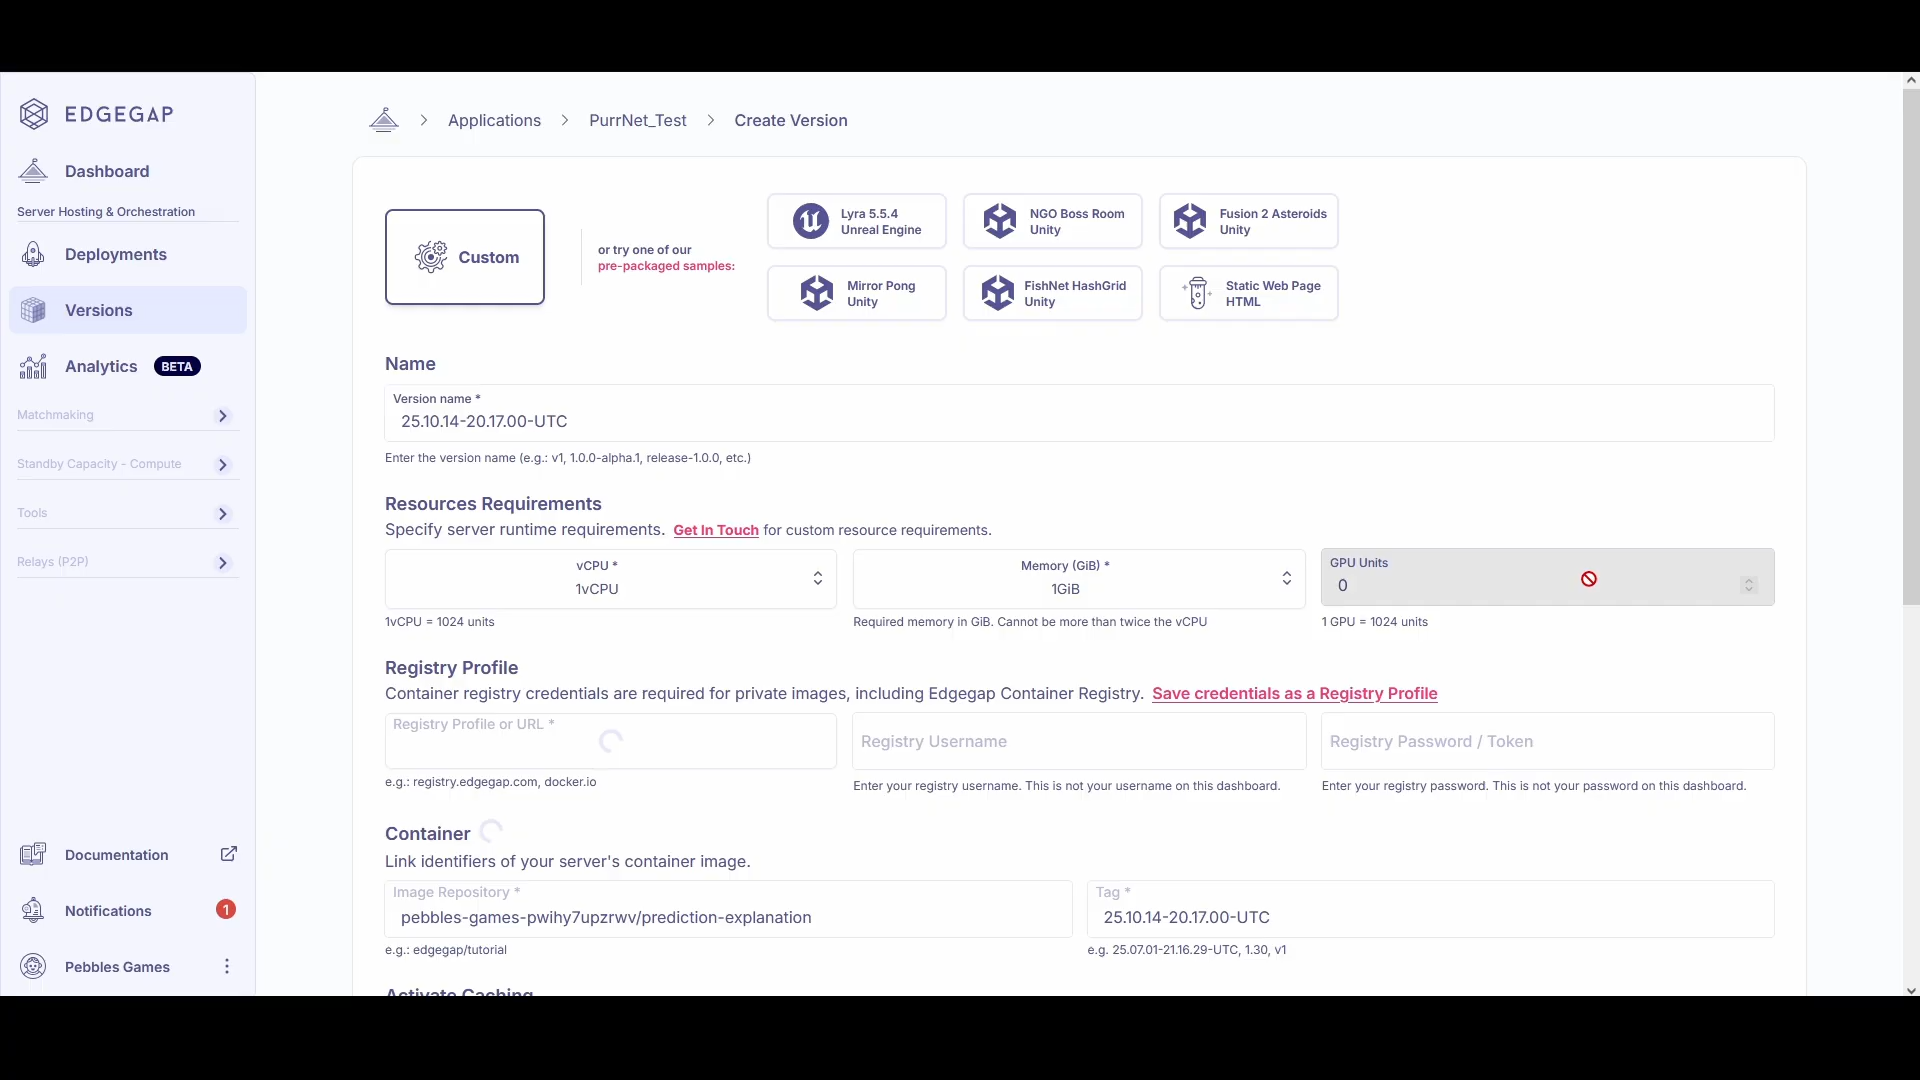 EDGEGAP
Dashboard
Server Hosting & Orchestration
Deployments
Versions
Analytics BETA
Matchmaking
Standby Capacity - Compute
Tools
Relays (P2P)
Documentation
Notifications 1
Pebbles Games
Applications > PurrNet_Test > Create Version
Custom
or try one of our
pre-packaged samples:
Lyra 5.5.4
Unreal Engine
NGO Boss Room
Unity
Fusion 2 Asteroids
Unity
Mirror Pong
Unity
FishNet HashGrid
Unity
Static Web Page
HTML
Name
Version name *
25.10.14-20.17.00-UTC
Enter the version name (e.g.: v1, 1.0.0-alpha.1, release-1.0.0, etc.)
Resources Requirements
Specify server runtime requirements. Get In Touch for custom resource requirements.
vCPU *
1vCPU
1vCPU = 1024 units
Memory (GiB) *
1GiB
Required memory in GiB. Cannot be more than twice the vCPU
GPU Units
0
1 GPU = 1024 units
Registry Profile
Container registry credentials are required for private images, including Edgegap Container Registry. Save credentials as a Registry Profile
Registry Profile or URL *
e.g.: registry.edgegap.com, docker.io
Registry Username
Enter your registry username. This is not your username on this dashboard.
Registry Password / Token
Enter your registry password. This is not your password on this dashboard.
Container
Link identifiers of your server's container image.
Image Repository *
pebbles-games-pwihy7upzrwv/prediction-explanation
e.g.: edgegap/tutorial
Tag *
25.10.14-20.17.00-UTC
e.g. 25.07.01-21.16.29-UTC, 1.30, v1
Activate Caching